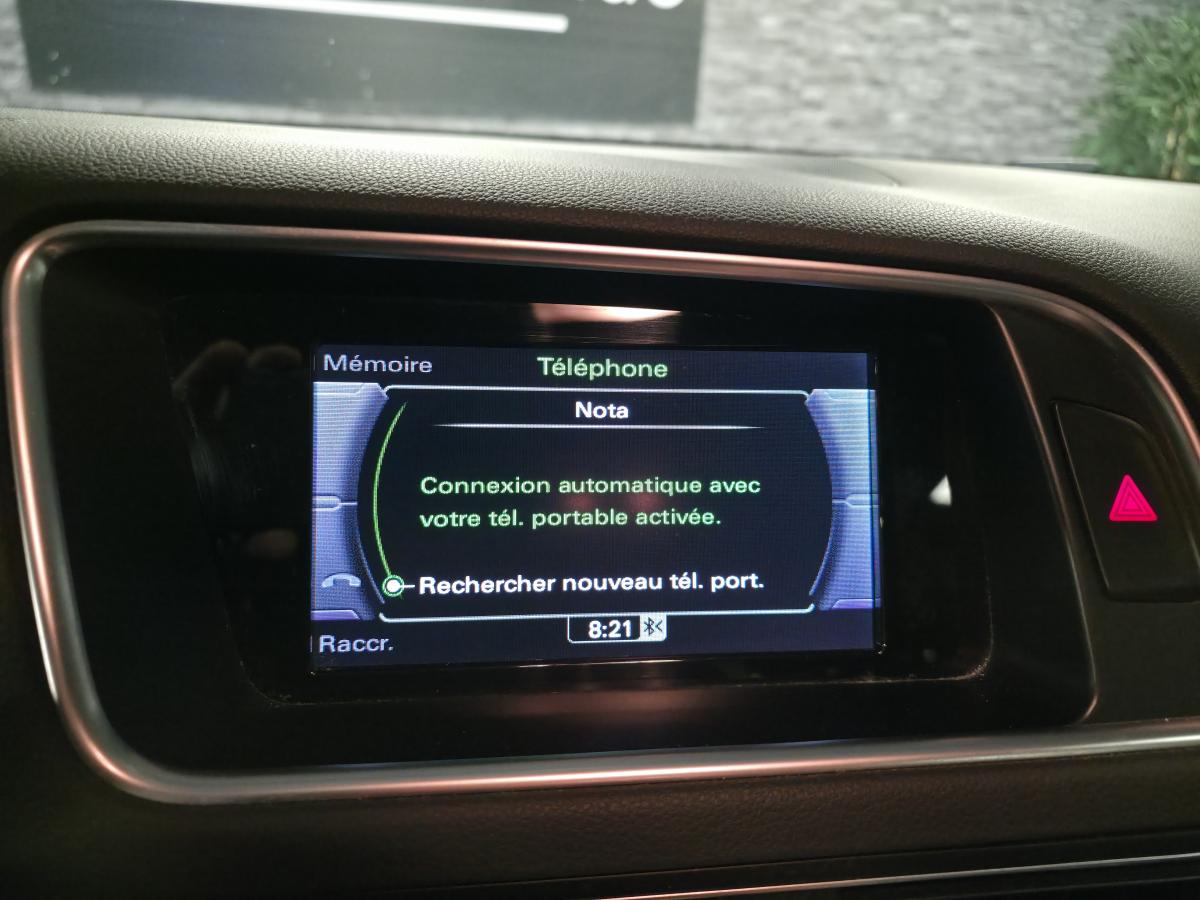 Mémoire
Téléphone
Nota
Connexion automatique avec
votre tél. portable activée.
Rechercher nouveau tél. port.
8:21
Raccr.